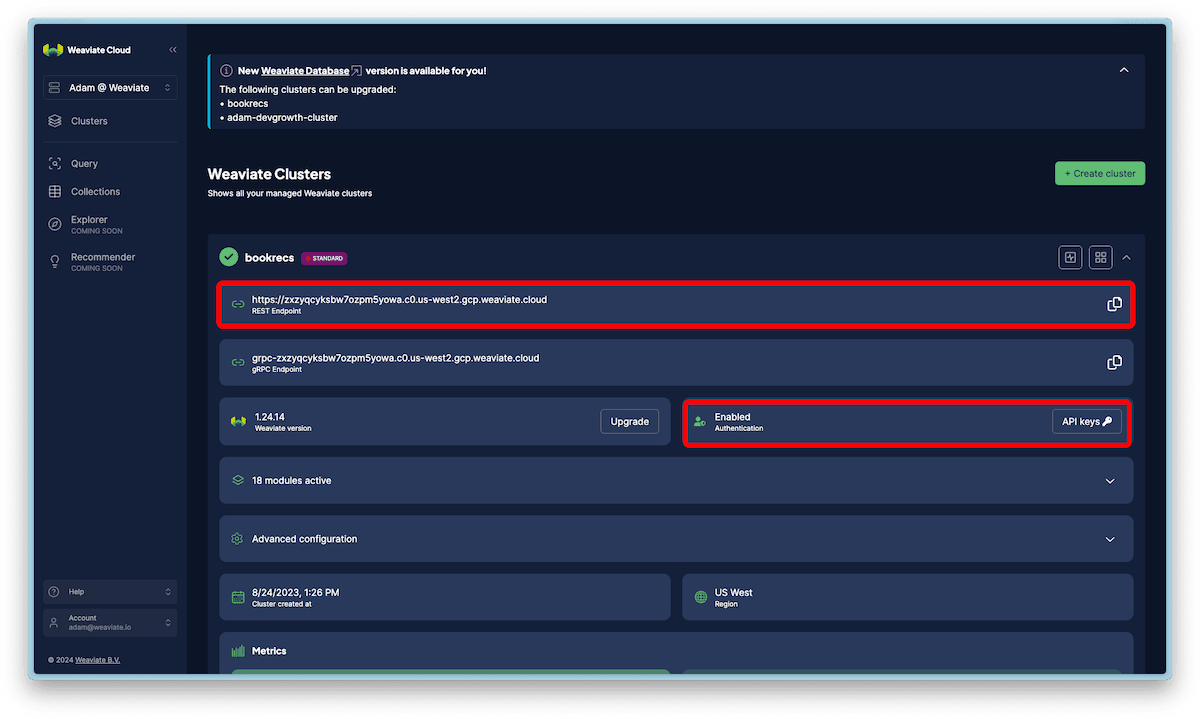 Weaviate Cloud
Adam @ Weaviate
Clusters
Query
Collections
Explorer
COMING SOON
Recommender
COMING SOON
Help
Account
adam@weaviate.io
© 2024 Weaviate B.V.
New Weaviate Database version is available for you!
The following clusters can be upgraded:
• bookrecs
• adam-devgrowth-cluster
Weaviate Clusters
Shows all your managed Weaviate clusters
+ Create cluster
bookrecs STANDARD
https://zxzyqcyksbw7ozpm5yowa.c0.us-west2.gcp.weaviate.cloud
REST Endpoint
grpc-zxzyqcyksbw7ozpm5yowa.c0.us-west2.gcp.weaviate.cloud
gRPC Endpoint
1.24.14
Weaviate version
Upgrade
Enabled
Authentication
API keys
18 modules active
Advanced configuration
8/24/2023, 1:26 PM
Cluster created at
US West
Region
Metrics